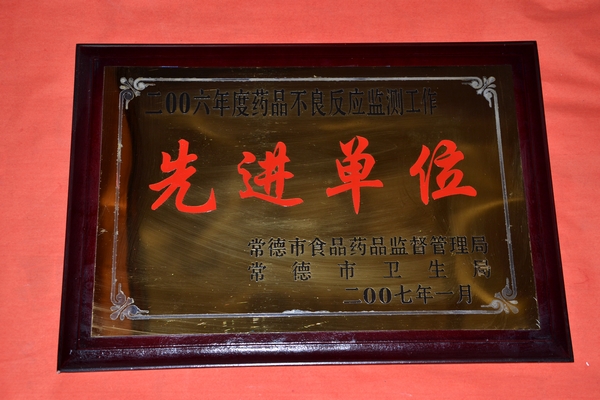 二00六年度药品不良反应监测工作
先进单位
常德市食品药品监督管理局
常德市卫生局
二00七年一月